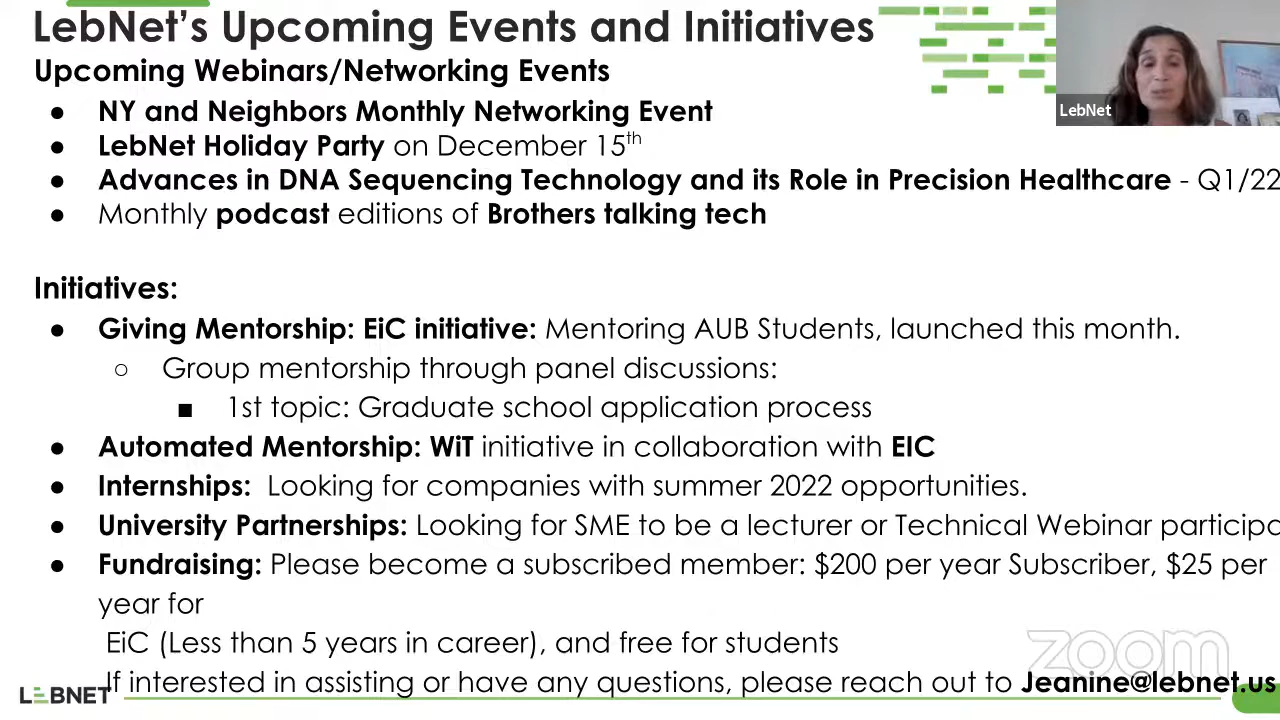 LebNet's Upcoming Events and Initiatives
Upcoming Webinars/Networking Events
● NY and Neighbors Monthly Networking Event
● LebNet Holiday Party on December 15th
● Advances in DNA Sequencing Technology and its Role in Precision Healthcare - Q1/22
● Monthly podcast editions of Brothers talking tech
LebNet
Initiatives:
● Giving Mentorship: EiC initiative: Mentoring AUB Students, launched this month.
○ Group mentorship through panel discussions:
■ 1st topic: Graduate school application process
● Automated Mentorship: WiT initiative in collaboration with EIC
● Internships: Looking for companies with summer 2022 opportunities.
● University Partnerships: Looking for SME to be a lecturer or Technical Webinar participa
● Fundraising: Please become a subscribed member: $200 per year Subscriber, $25 per
year for
EiC (Less than 5 years in career), and free for students
If interested in assisting or have any questions, please reach out to Jeanine@lebnet.us
zoom
LEBNET